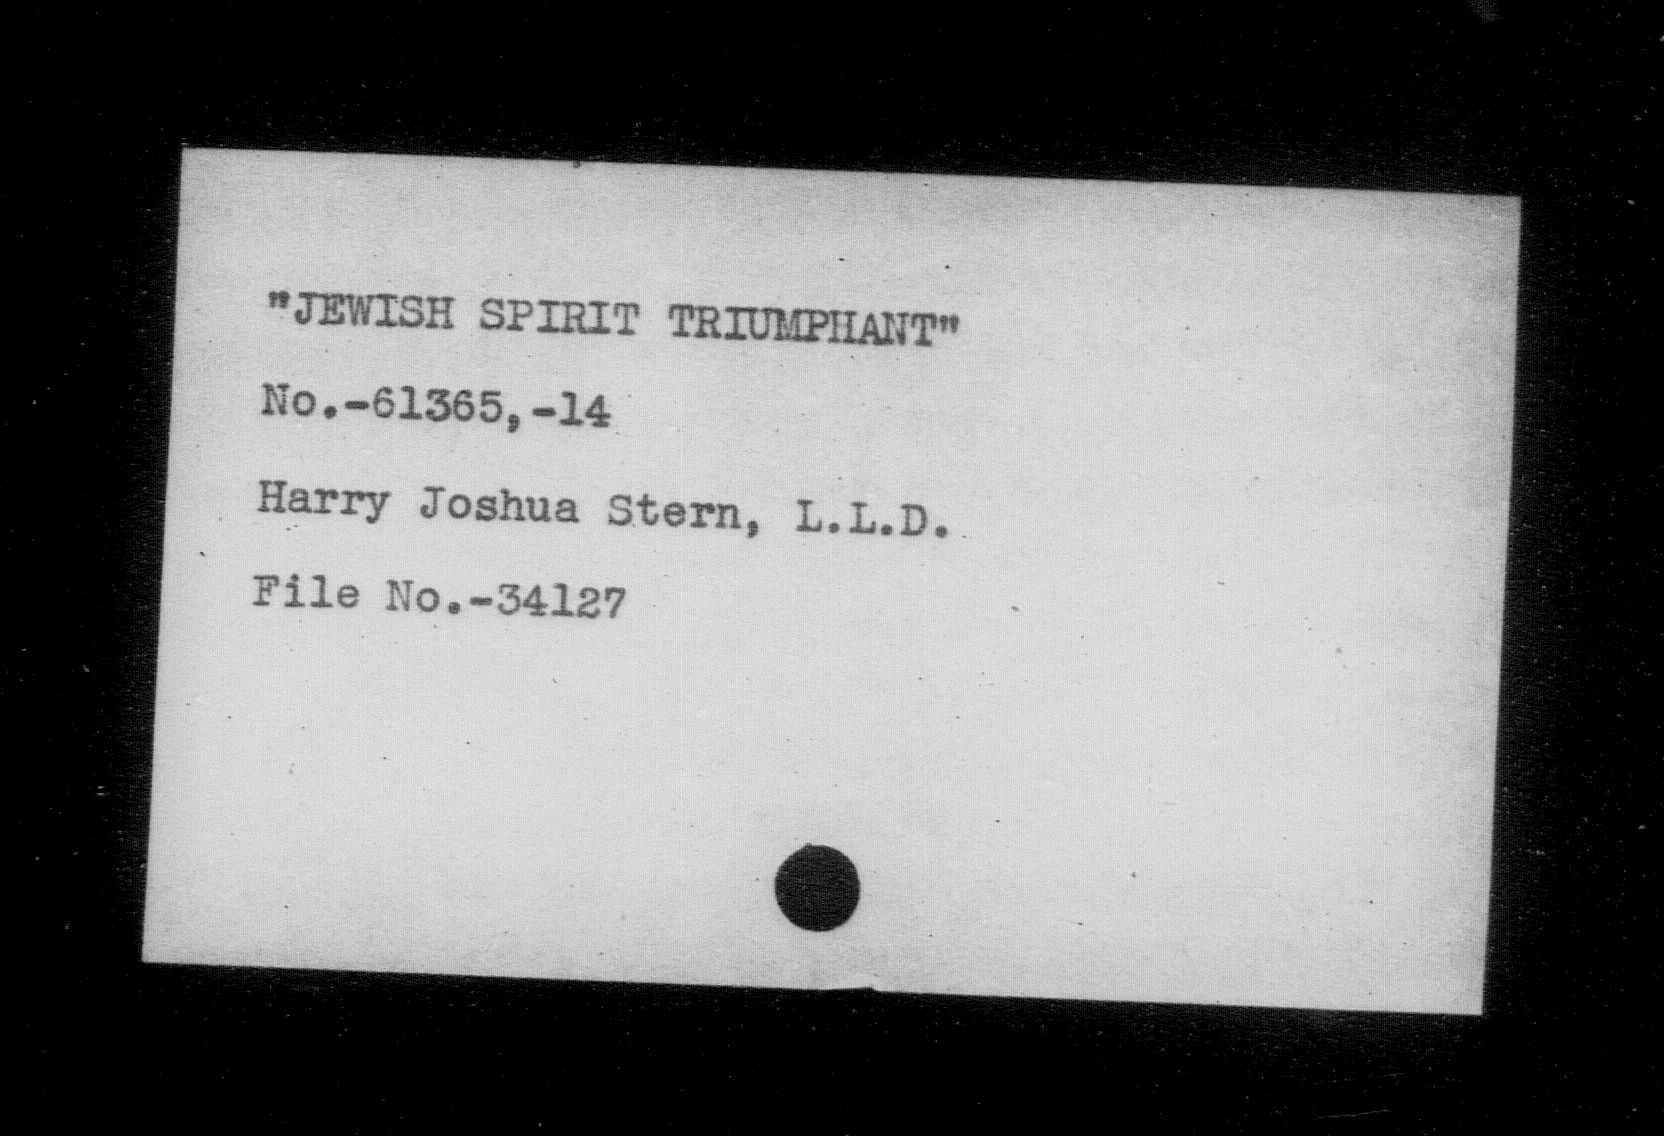 "JEWISH SPIRIT TRIUMPHANT"
No.-61365,-14
Harry Joshua Stern, L.L.D.
File No.-34127